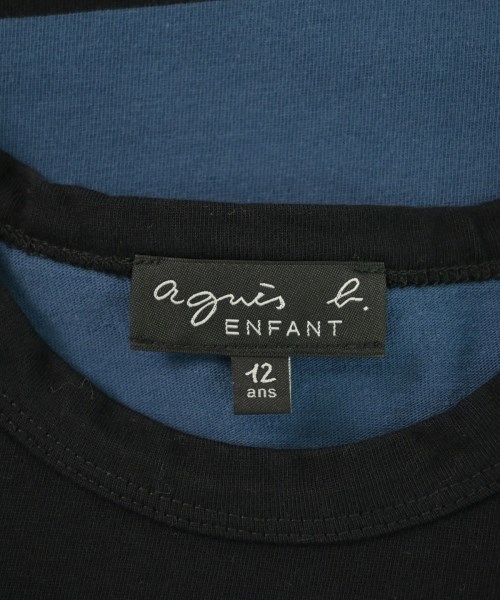 agnès b.
ENFANT
12
ans